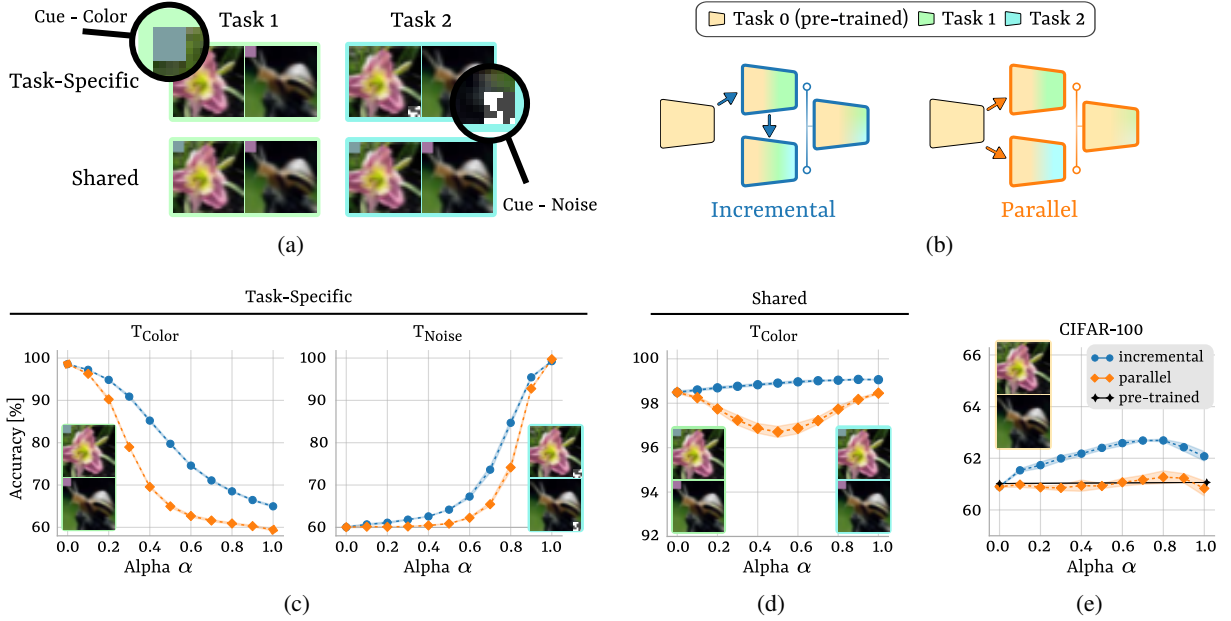 Cue - Color
Task 1
Task 2
Task-Specific
Shared
Cue - Noise
(a)
Task 0 (pre-trained)
Task 1
Task 2
Incremental
Parallel
(b)
Task-Specific
T_Color
T_Noise
Accuracy [%]
100
90
80
70
60
0.0 0.2 0.4 0.6 0.8 1.0
Alpha α
100
90
80
70
60
0.0 0.2 0.4 0.6 0.8 1.0
Alpha α
(c)
Shared
T_Color
100
98
96
94
92
0.0 0.2 0.4 0.6 0.8 1.0
Alpha α
(d)
CIFAR-100
incremental
parallel
pre-trained
66
64
62
60
0.0 0.2 0.4 0.6 0.8 1.0
Alpha α
(e)